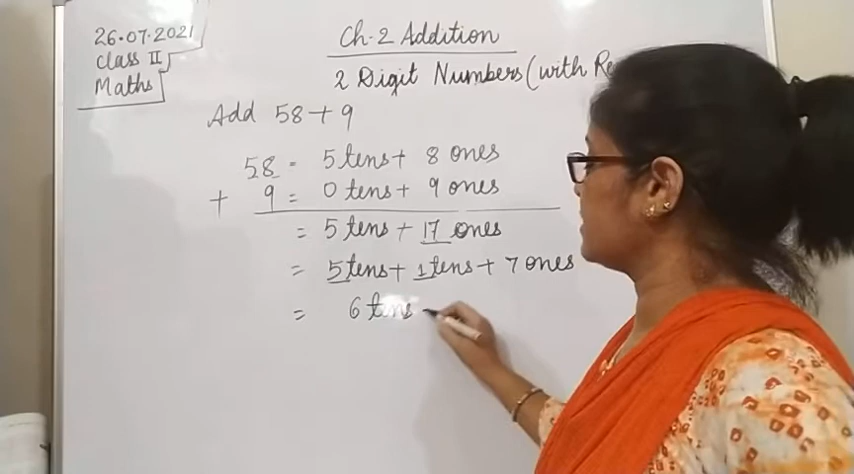 26.07.2021
Class II
Maths
Ch-2 Addition
2 Digit Numbers (with Re
Add 58+9
58 = 5 tens + 8 ones
+ 9 = 0 tens + 9 ones
= 5 tens + 17 ones
= 5 tens + 1 tens + 7 ones
= 6 tens -